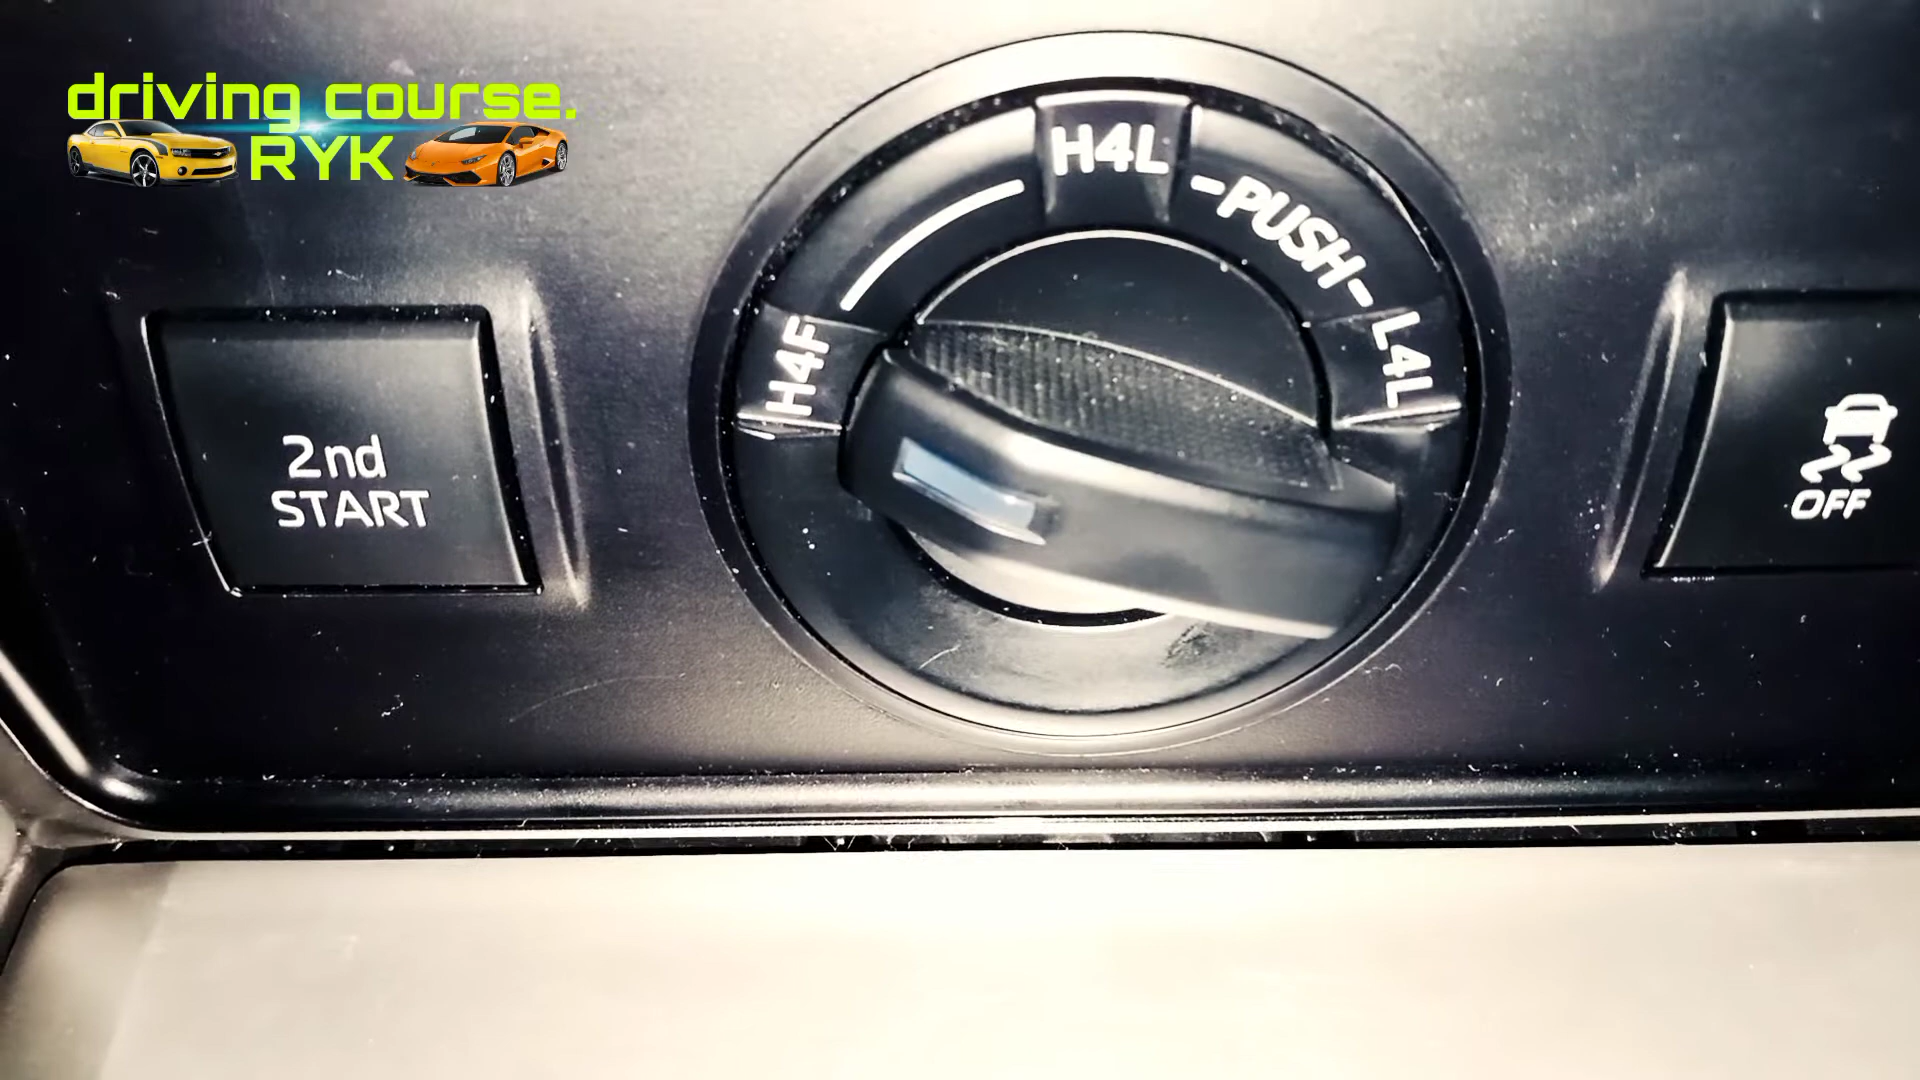 driving course.
RYK
H4L
-PUSH-
H4F
L4L
2nd
START
OFF